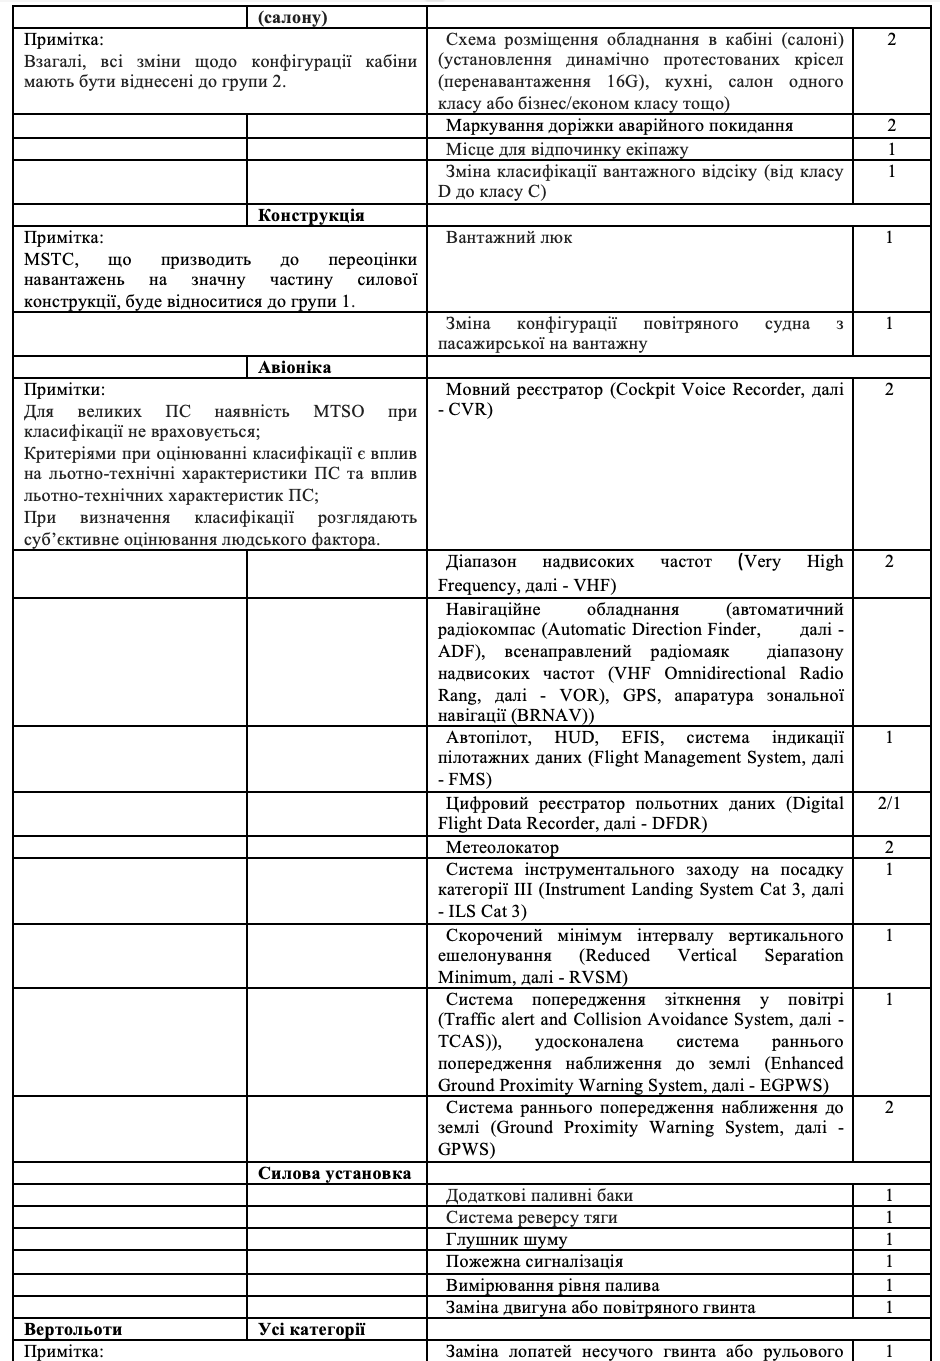 (салону)
Примітка:
Взагалі, всі зміни щодо конфігурації кабіни
мають бути віднесені до групи 2.
Схема розміщення обладнання в кабіні (салоні)
(установлення динамічно протестованих крісел
(перенавантаження 16G), кухні, салон одного
класу або бізнес/економ класу тощо)
2
Маркування доріжки аварійного покидання
2
Місце для відпочинку екіпажу
1
Зміна класифікації вантажного відсіку (від класу
D до класу C)
1
Конструкція
Примітка:
MSTC, що призводить до переоцінки
навантажень на значну частину силової
конструкції, буде відноситися до групи 1.
Вантажний люк
1
Зміна конфігурації повітряного судна з
пасажирської на вантажну
1
Авіоніка
Примітки:
Для великих ПС наявність MTSO при
класифікації не враховується;
Критеріями при оцінюванні класифікації є вплив
на льотно-технічні характеристики ПС та вплив
льотно-технічних характеристик ПС;
При визначення класифікації розглядають
суб’єктивне оцінювання людського фактора.
Мовний реєстратор (Cockpit Voice Recorder, далі
- CVR)
2
Діапазон надвисоких частот (Very High
Frequency, далі - VHF)
2
Навігаційне обладнання (автоматичний
радіокомпас (Automatic Direction Finder, далі -
ADF), всенаправлений радіомаяк діапазону
надвисоких частот (VHF Omnidirectional Radio
Rang, далі - VOR), GPS, апаратура зональної
навігації (BRNAV))
Автопілот, HUD, EFIS, система індикації
пілотажних даних (Flight Management System, далі
- FMS)
1
Цифровий реєстратор польотних даних (Digital
Flight Data Recorder, далі - DFDR)
2/1
Метеолокатор
2
Система інструментального заходу на посадку
категорії III (Instrument Landing System Cat 3, далі
- ILS Cat 3)
1
Скорочений мінімум інтервалу вертикального
ешелонування (Reduced Vertical Separation
Minimum, далі - RVSM)
1
Система попередження зіткнення у повітрі
(Traffic alert and Collision Avoidance System, далі -
TCAS)), удосконалена система раннього
попередження наближення до землі (Enhanced
Ground Proximity Warning System, далі - EGPWS)
1
Система раннього попередження наближення до
землі (Ground Proximity Warning System, далі -
GPWS)
2
Силова установка
Додаткові паливні баки
1
Система реверсу тяги
1
Глушник шуму
1
Пожежна сигналізація
1
Вимірювання рівня палива
1
Заміна двигуна або повітряного гвинта
1
Вертольоти
Усі категорії
Примітка:
Заміна лопатей несучого гвинта або рульового
1